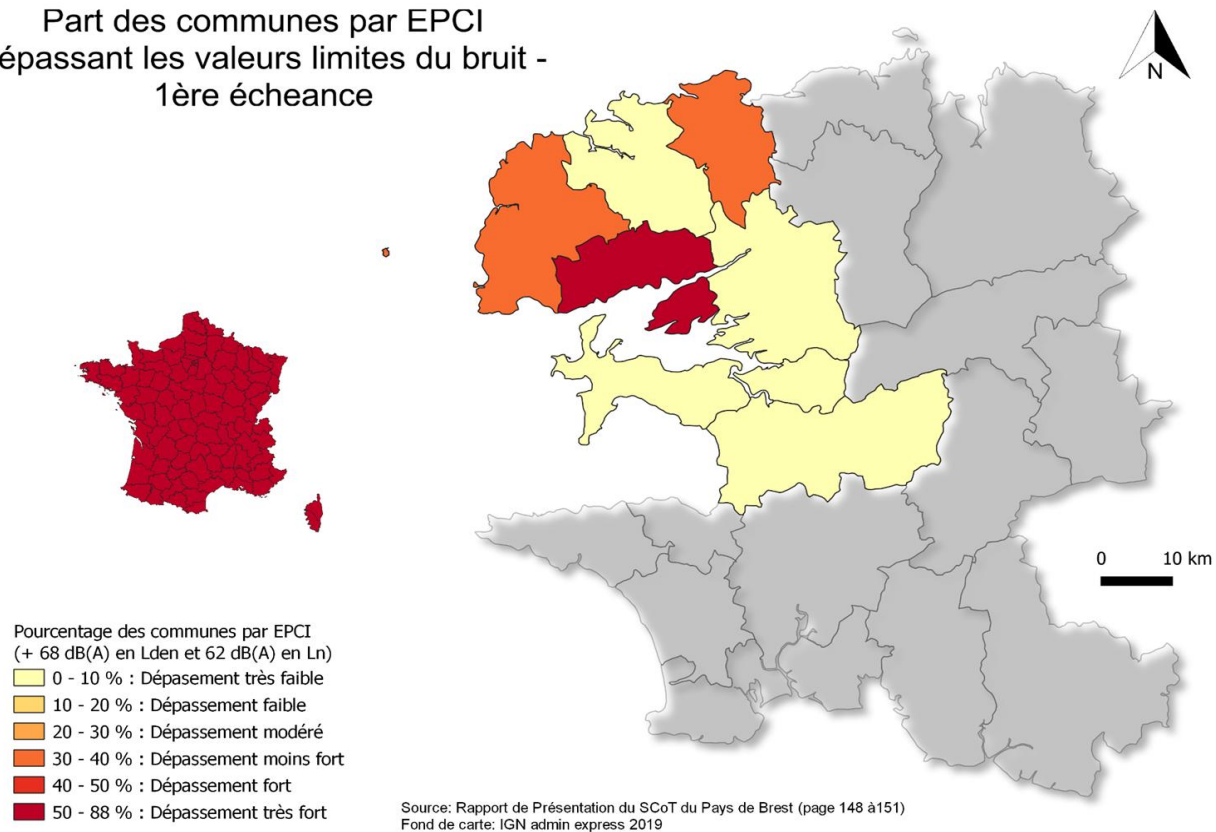 Part des communes par EPCI
épassant les valeurs limites du bruit -
1ère écheance
N
0 10 km
Pourcentage des communes par EPCI
(+ 68 dB(A) en Lden et 62 dB(A) en Ln)
0 - 10 % : Dépasement très faible
10 - 20 % : Dépassement faible
20 - 30 % : Dépassement modéré
30 - 40 % : Dépassement moins fort
40 - 50 % : Dépassement fort
50 - 88 % : Dépassement très fort
Source: Rapport de Présentation du SCoT du Pays de Brest (page 148 à151)
Fond de carte: IGN admin express 2019